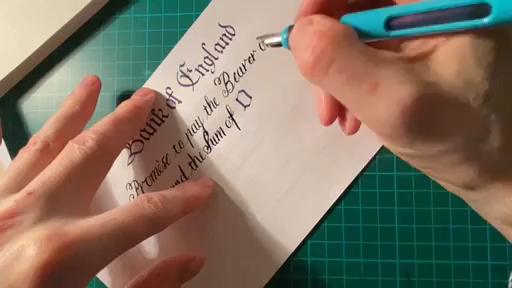 Bank of England
Promise to pay the Bearer o
and the Sum of